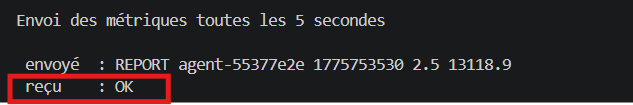 Envoi des métriques toutes les 5 secondes
envoyé : REPORT agent-55377e2e 1775753530 2.5 13118.9
reçu : OK